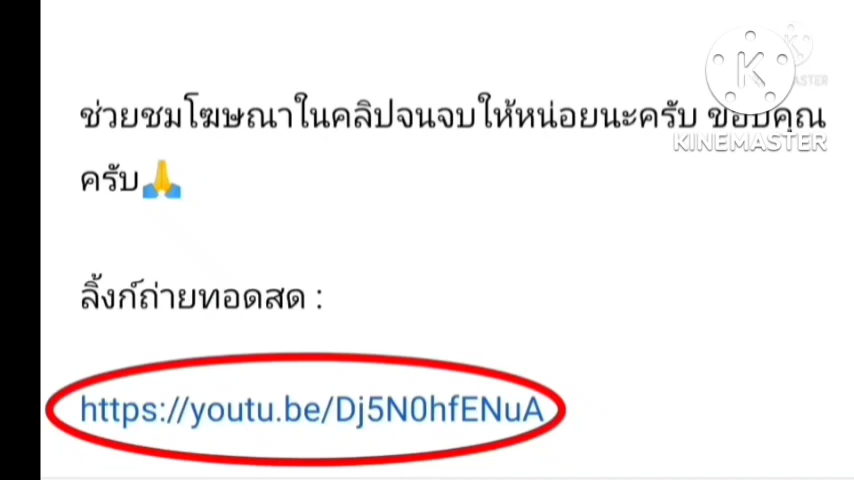 ช่วยชมโฆษณาในคลิปจนจบให้หน่อยนะครับ ขอบคุณ
ครับ🙏
KINEMASTER
ลิ้งก์ถ่ายทอดสด :
https://youtu.be/Dj5N0hfENuA